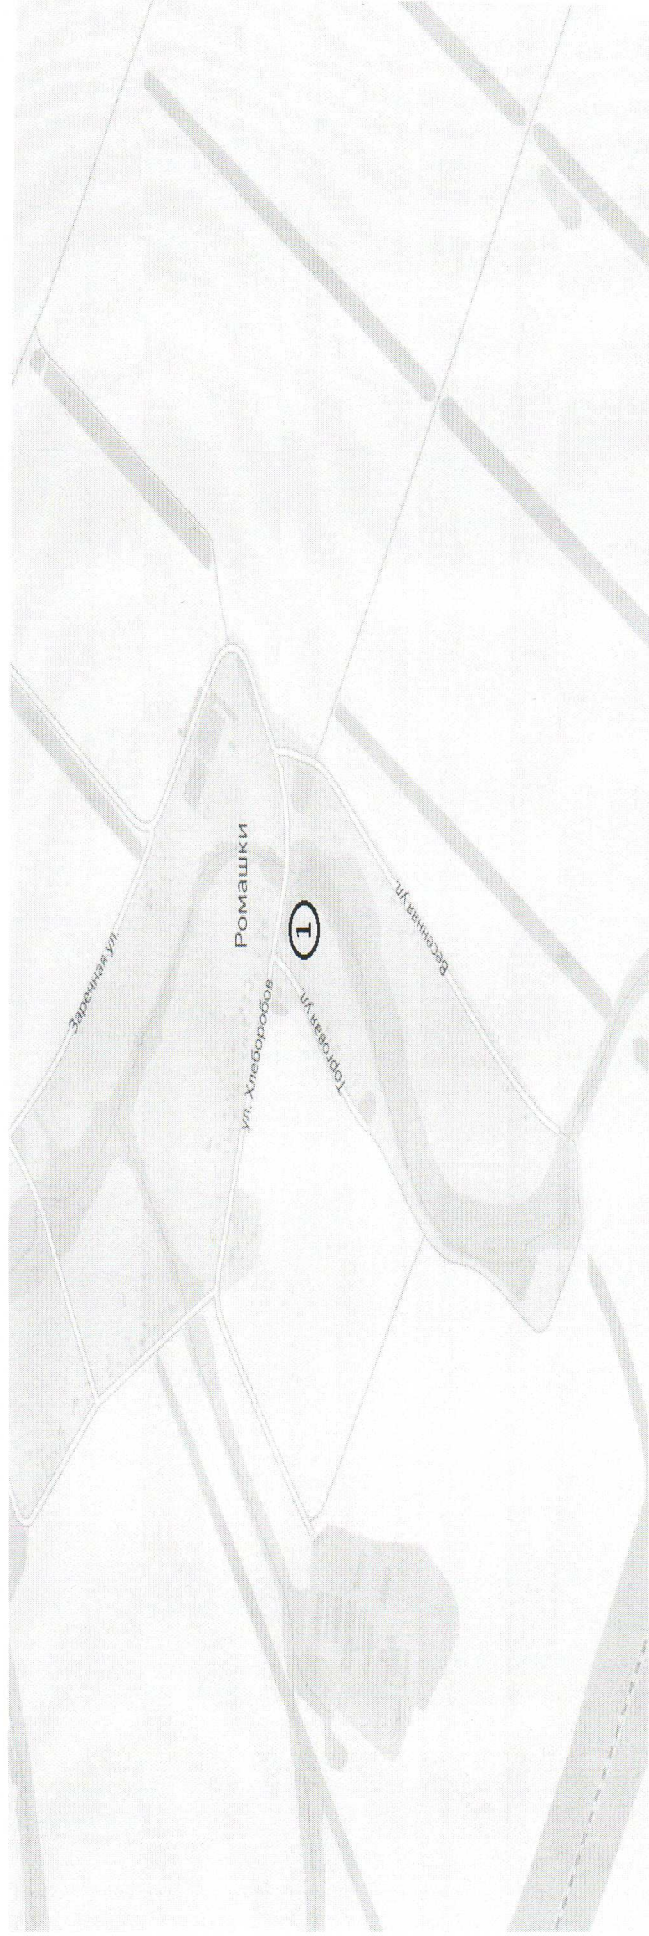 Заречная ул.
Ромашки
ул. Хлеборобов
1
Торговая ул.
Весенняя ул.